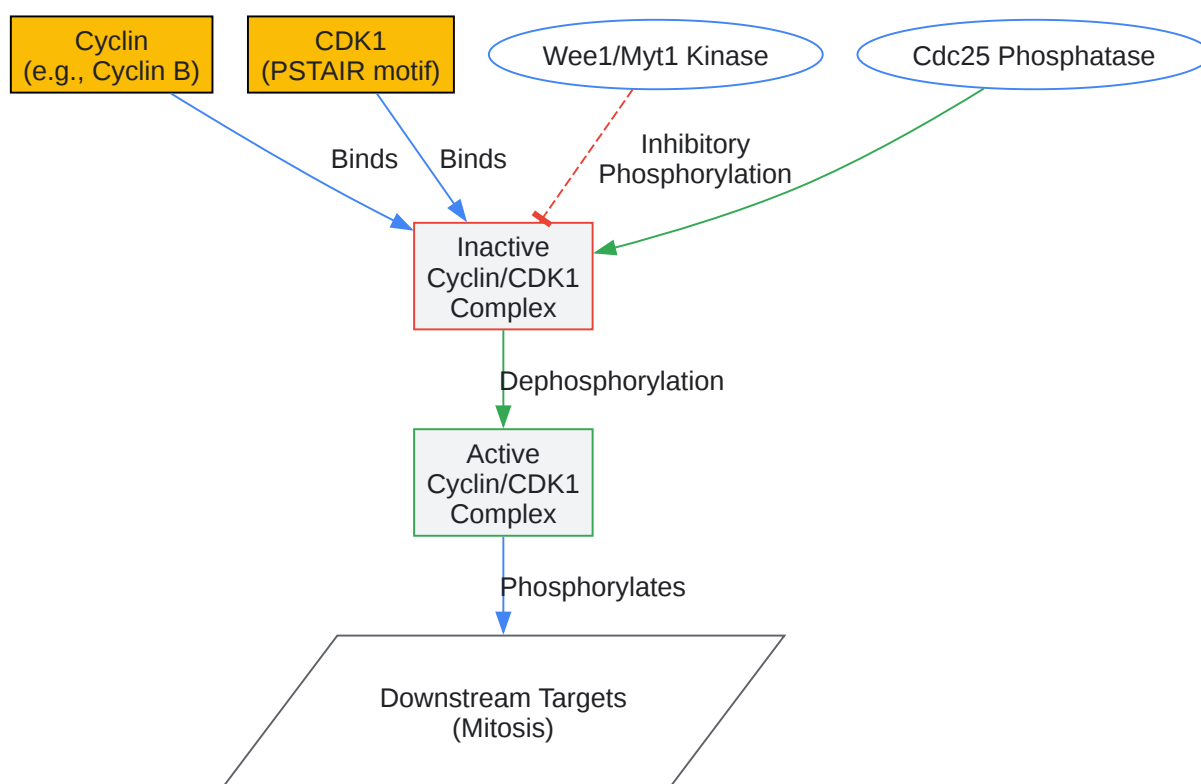 Cyclin
(e.g., Cyclin B)
CDK1
(PSTAIR motif)
Wee1/Myt1 Kinase
Cdc25 Phosphatase
Binds
Binds
Inhibitory
Phosphorylation
Inactive
Cyclin/CDK1
Complex
Dephosphorylation
Active
Cyclin/CDK1
Complex
Phosphorylates
Downstream Targets
(Mitosis)